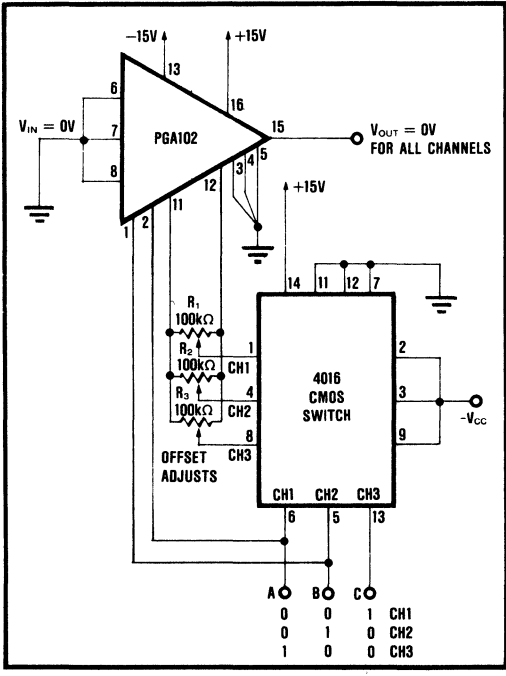 −15V
+15V
13
6
16
VIN = 0V
7
PGA102
15
VOUT = 0V
FOR ALL CHANNELS
8
5
4
3
12
11
2
1
+15V
14
11
12
7
R1
100kΩ
1
CH1
2
R2
100kΩ
4
CH2
4016
CMOS
SWITCH
3
-VCC
R3
100kΩ
8
CH3
9
OFFSET
ADJUSTS
CH1
CH2
CH3
6
5
13
A
B
C
0 0 1 CH1
0 1 0 CH2
1 0 0 CH3